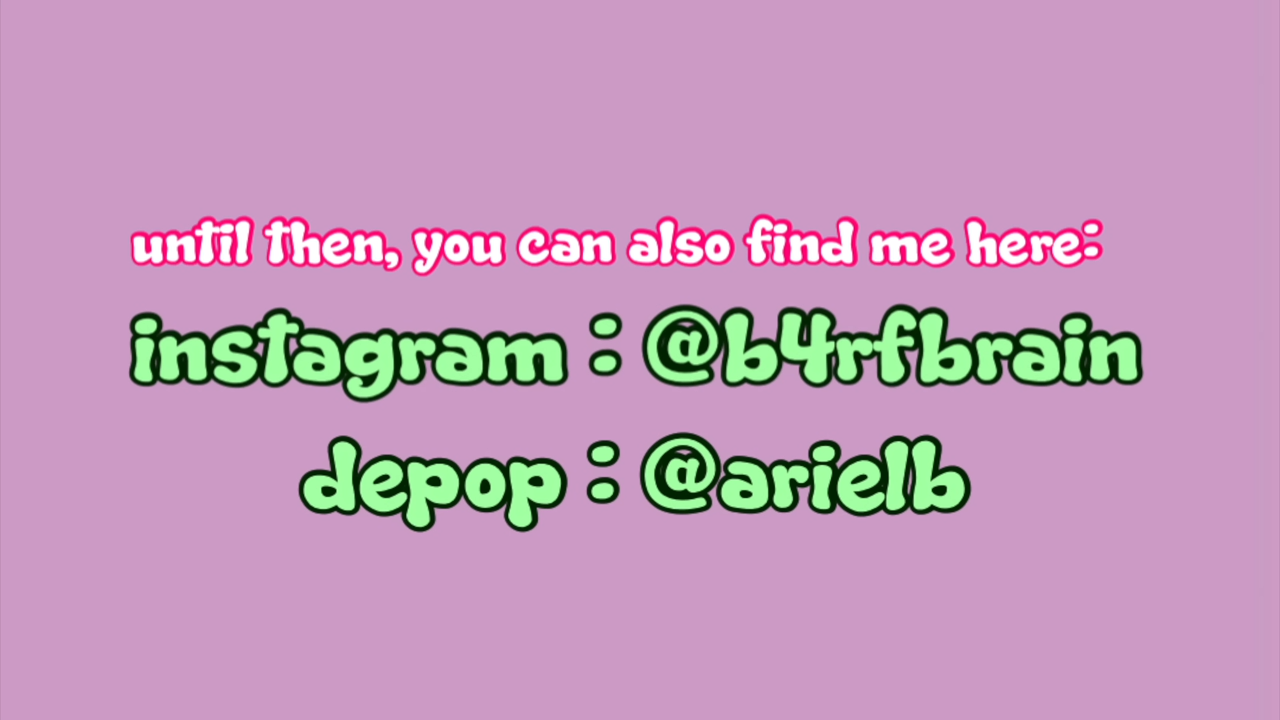 until then, you can also find me here:
instagram : @b4rfbrain
depop : @arielb